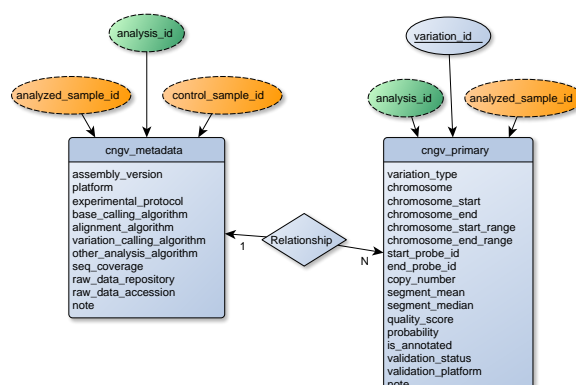 analysis_id
variation_id
analyzed_sample_id
control_sample_id
analysis_id
analyzed_sample_id
cngv_metadata
assembly_version
platform
experimental_protocol
base_calling_algorithm
alignment_algorithm
variation_calling_algorithm
other_analysis_algorithm
seq_coverage
raw_data_repository
raw_data_accession
note
1
Relationship
N
cngv_primary
variation_type
chromosome
chromosome_start
chromosome_end
chromosome_start_range
chromosome_end_range
start_probe_id
end_probe_id
copy_number
segment_mean
segment_median
quality_score
probability
is_annotated
validation_status
validation_platform
note